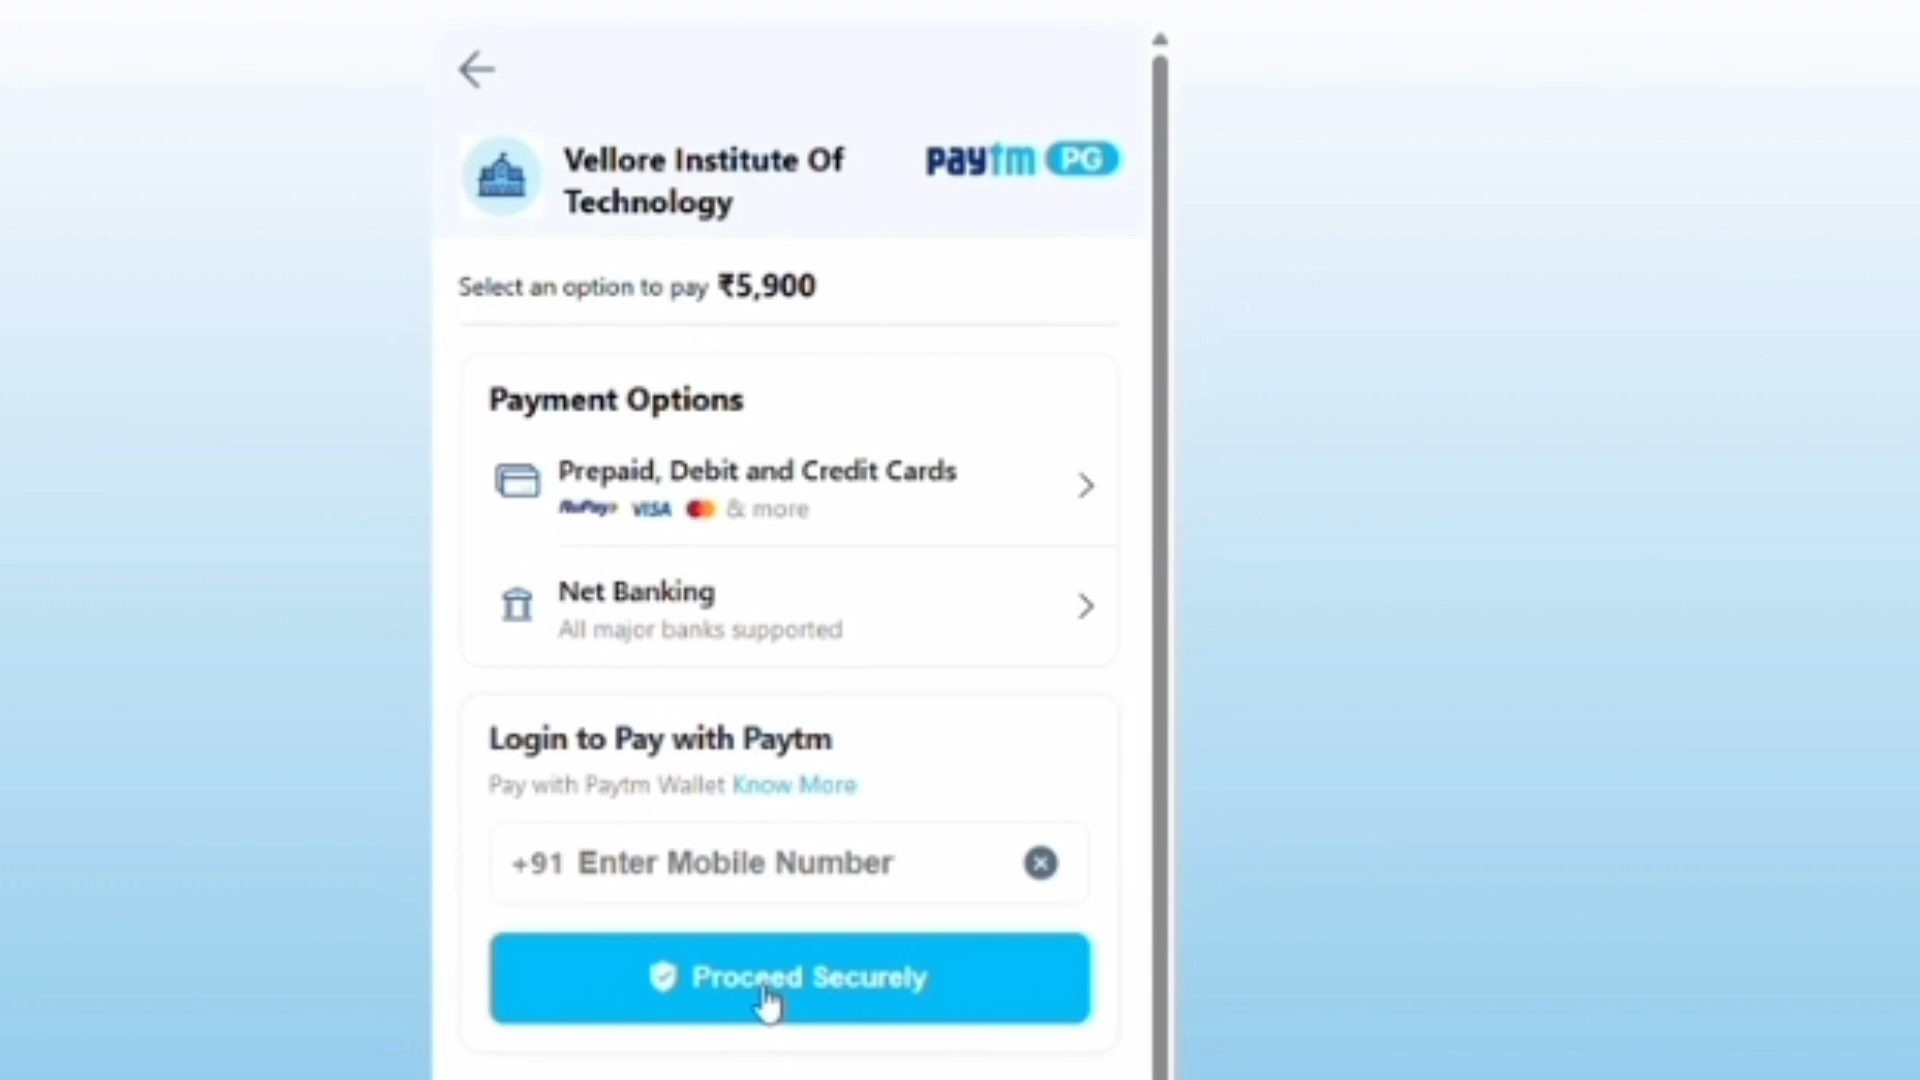 Vellore Institute Of
Technology
paytm PG
Select an option to pay ₹5,900
Payment Options
Prepaid, Debit and Credit Cards
RuPay VISA & more
Net Banking
All major banks supported
Login to Pay with Paytm
Pay with Paytm Wallet Know More
+91 Enter Mobile Number
Proceed Securely